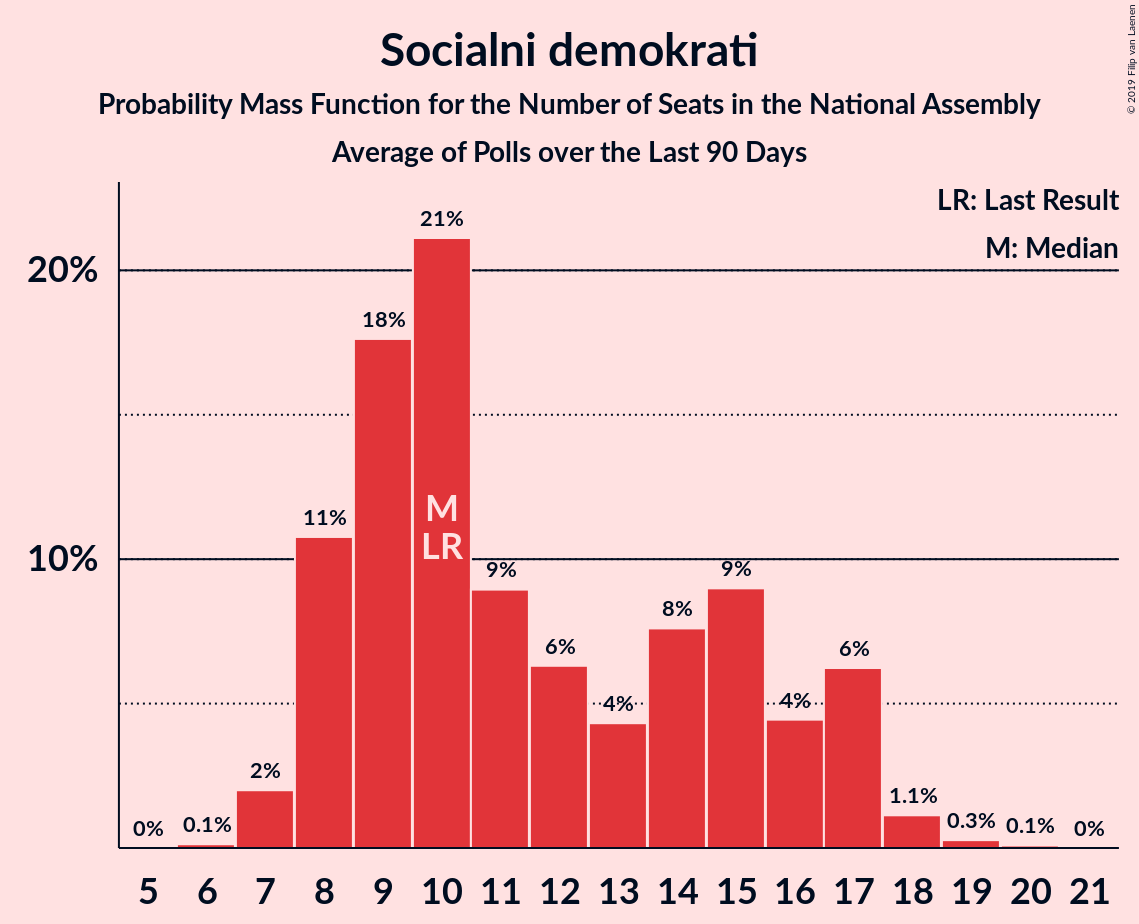 Socialni demokrati
Probability Mass Function for the Number of Seats in the National Assembly
Average of Polls over the Last 90 Days
© 2019 Filip van Laenen
LR: Last Result
M: Median
20%
10%
0%
0.1%
2%
11%
18%
21%
9%
6%
4%
8%
9%
4%
6%
1.1%
0.3%
0.1%
0%
M
LR
5 6 7 8 9 10 11 12 13 14 15 16 17 18 19 20 21